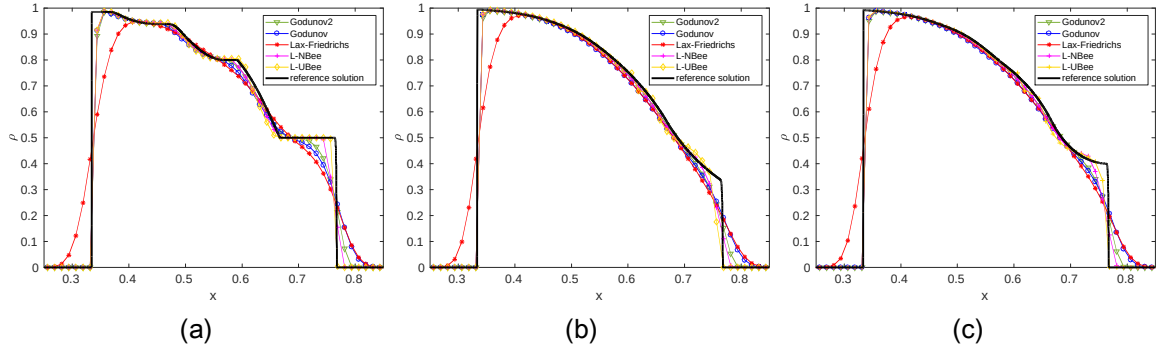 1
0.9
0.8
0.7
0.6
0.5
0.4
0.3
0.2
0.1
0
ρ
0.3 0.4 0.5 0.6 0.7 0.8
x
Godunov2
Godunov
Lax-Friedrichs
L-NBee
L-UBee
reference solution
(a)
1
0.9
0.8
0.7
0.6
0.5
0.4
0.3
0.2
0.1
0
ρ
0.3 0.4 0.5 0.6 0.7 0.8
x
Godunov2
Godunov
Lax-Friedrichs
L-NBee
L-UBee
reference solution
(b)
1
0.9
0.8
0.7
0.6
0.5
0.4
0.3
0.2
0.1
0
ρ
0.3 0.4 0.5 0.6 0.7 0.8
x
Godunov2
Godunov
Lax-Friedrichs
L-NBee
L-UBee
reference solution
(c)